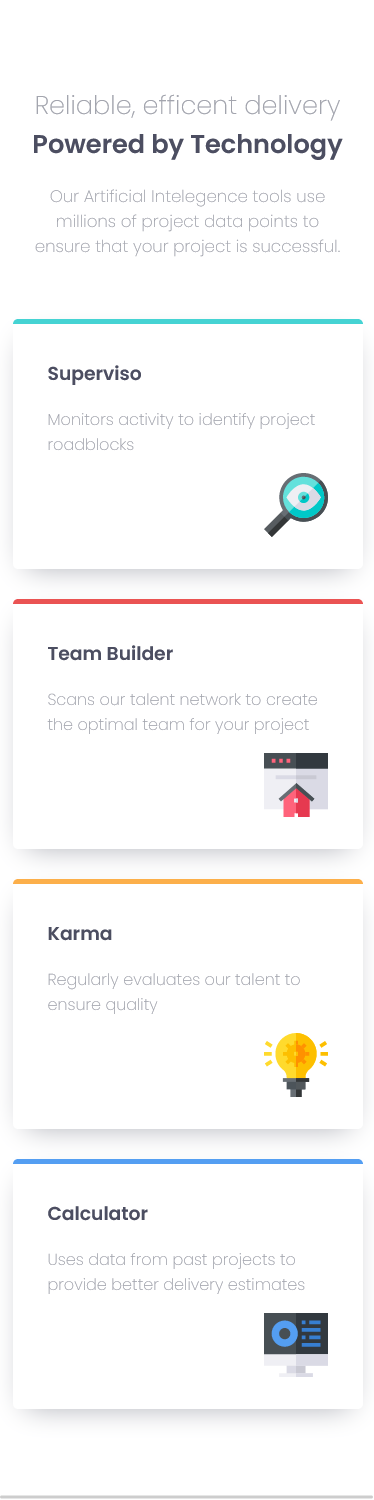 Reliable, efficent delivery
Powered by Technology
Our Artificial Intelegence tools use
millions of project data points to
ensure that your project is successful.
Superviso
Monitors activity to identify project
roadblocks
Team Builder
Scans our talent network to create
the optimal team for your project
Karma
Regularly evaluates our talent to
ensure quality
Calculator
Uses data from past projects to
provide better delivery estimates